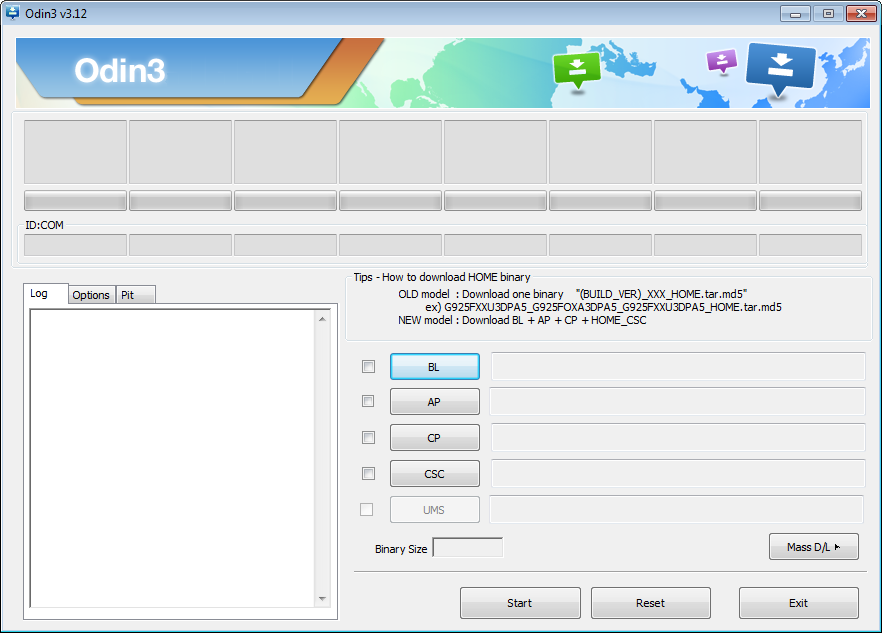 Odin3 v3.12
Odin3
ID:COM
Log
Options
Pit
Tips - How to download HOME binary
OLD model : Download one binary "(BUILD_VER)_XXX_HOME.tar.md5"
ex) G925FXXU3DPA5_G925FOXA3DPA5_G925FXXU3DPA5_HOME.tar.md5
NEW model : Download BL + AP + CP + HOME_CSC
BL
AP
CP
CSC
UMS
Binary Size
Mass D/L
Start
Reset
Exit